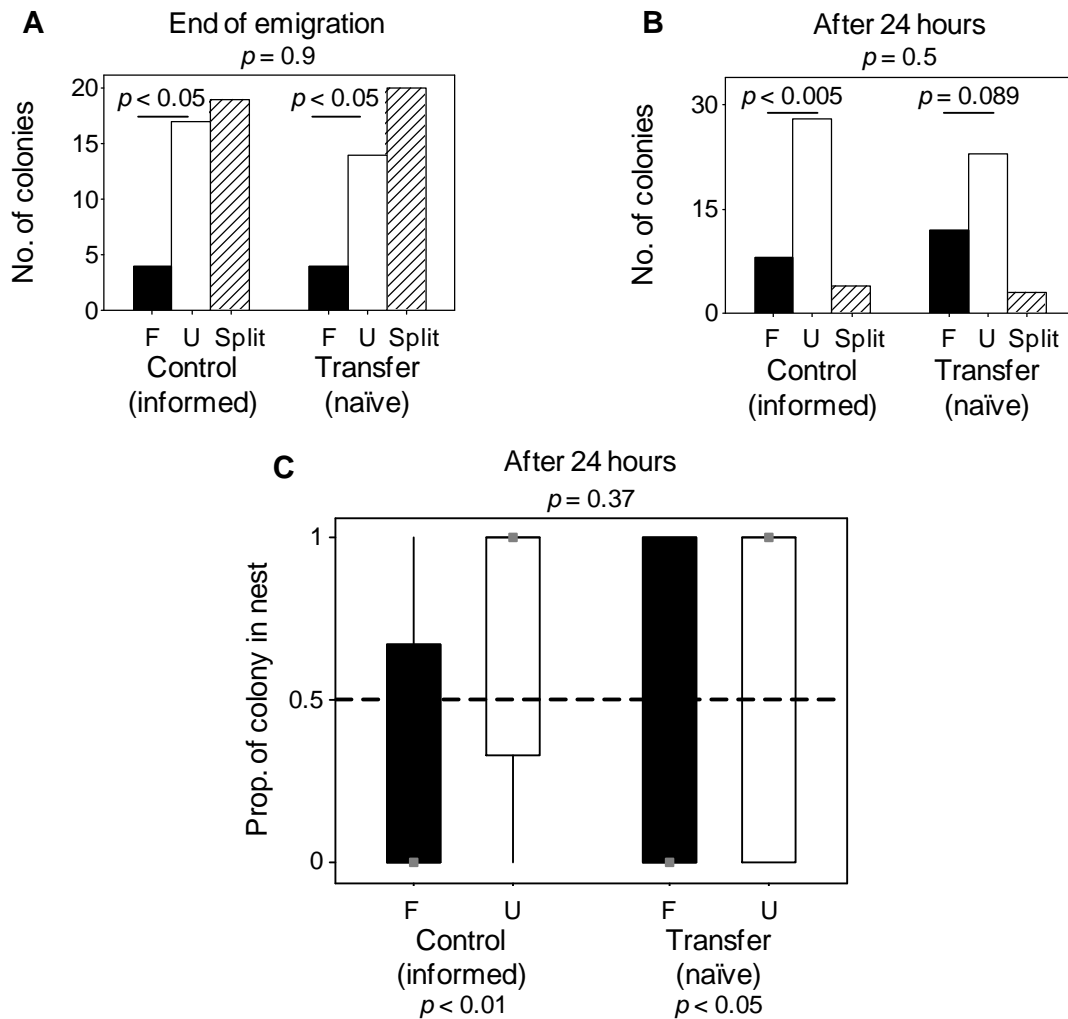 A
End of emigration
p = 0.9
No. of colonies
20
15
10
5
0
p < 0.05
p < 0.05
F U Split F U Split
Control Transfer
(informed) (naïve)
B
After 24 hours
p = 0.5
No. of colonies
30
15
0
p < 0.005
p = 0.089
F U Split F U Split
Control Transfer
(informed) (naïve)
C
After 24 hours
p = 0.37
Prop. of colony in nest
1
0.5
0
F U F U
Control Transfer
(informed) (naïve)
p < 0.01 p < 0.05